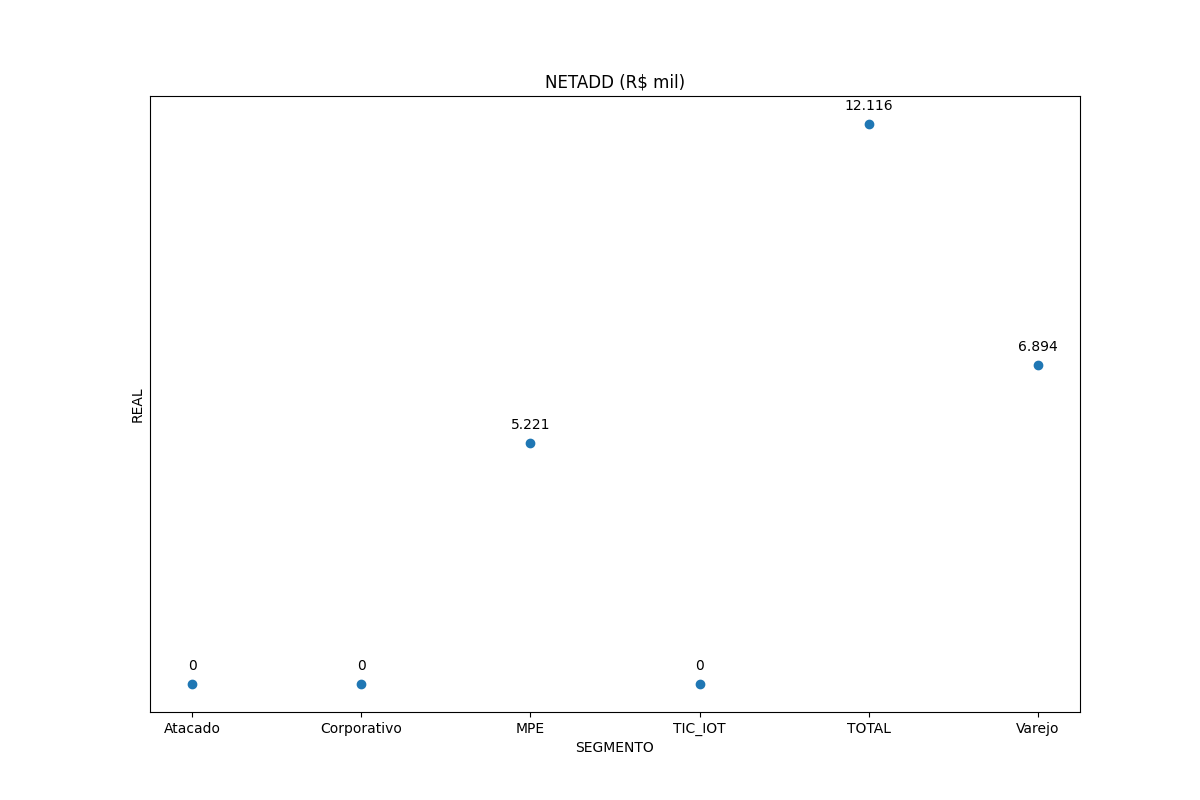 NETADD (R$ mil)
12.116
6.894
5.221
0 0 0
REAL
Atacado Corporativo MPE TIC_IOT TOTAL Varejo
SEGMENTO